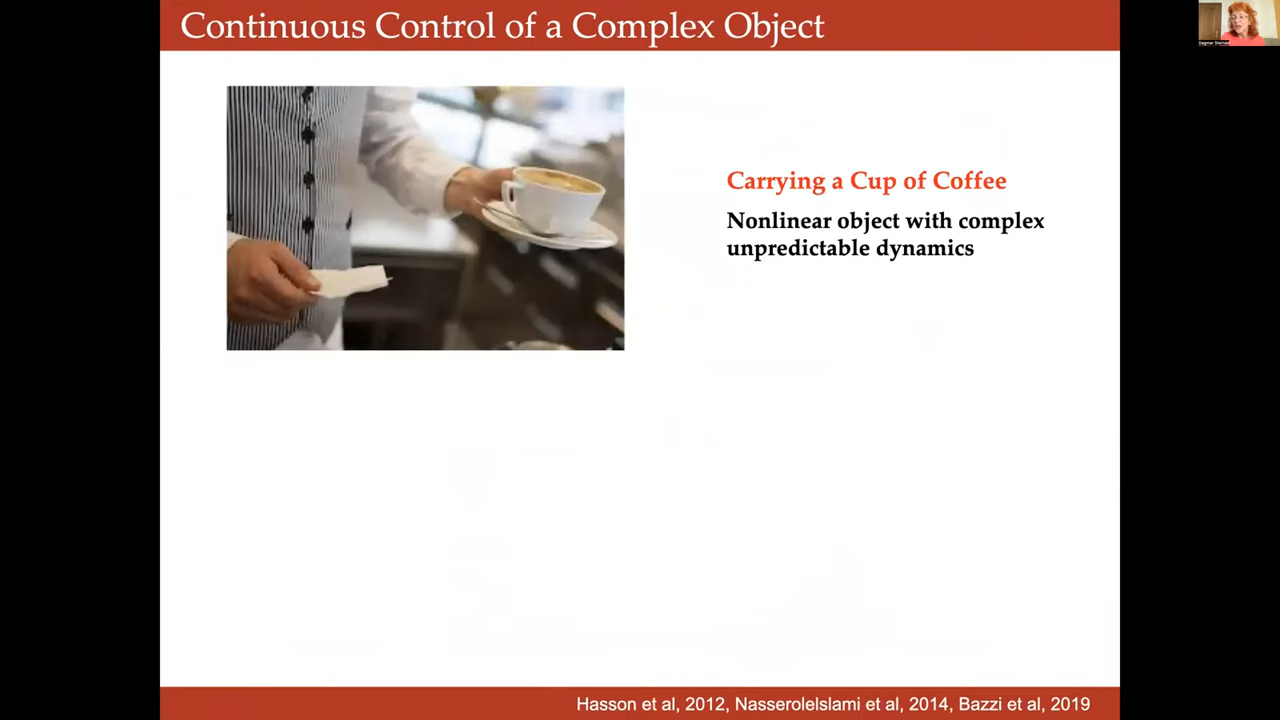 Continuous Control of a Complex Object
Carrying a Cup of Coffee
Nonlinear object with complex
unpredictable dynamics
Hasson et al, 2012, Nasserolelslami et al, 2014, Bazzi et al, 2019